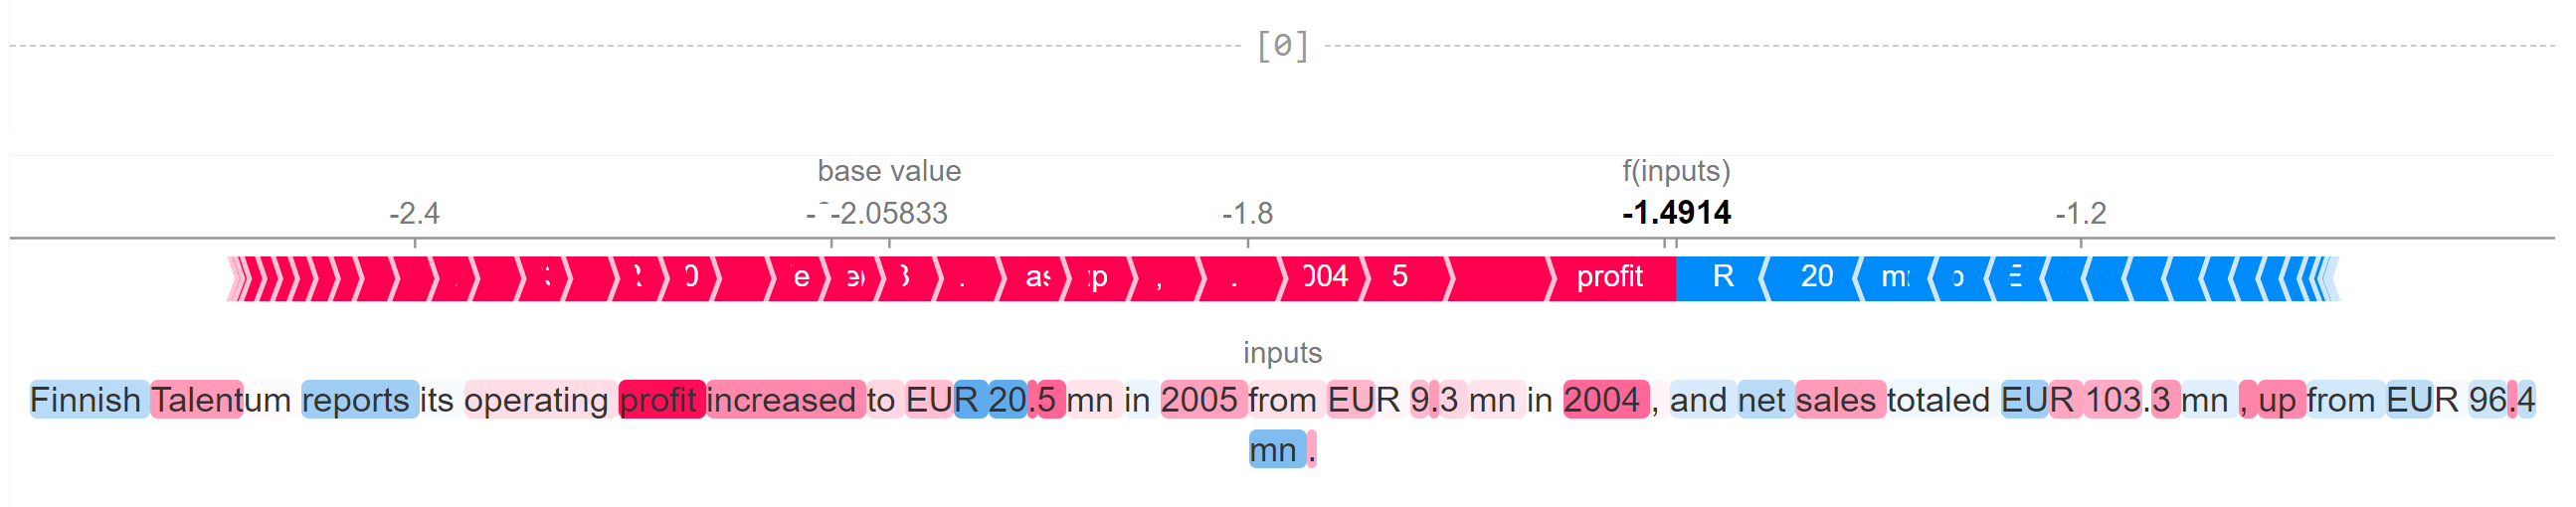 [0]
base value f(inputs)
-2.4 -2.05833 -1.8 -1.4914 -1.2
e . as p , . 004 5 profit R 20 m
inputs
Finnish Talentum reports its operating profit increased to EUR 20.5 mn in 2005 from EUR 9.3 mn in 2004 , and net sales totaled EUR 103.3 mn , up from EUR 96.4
mn .